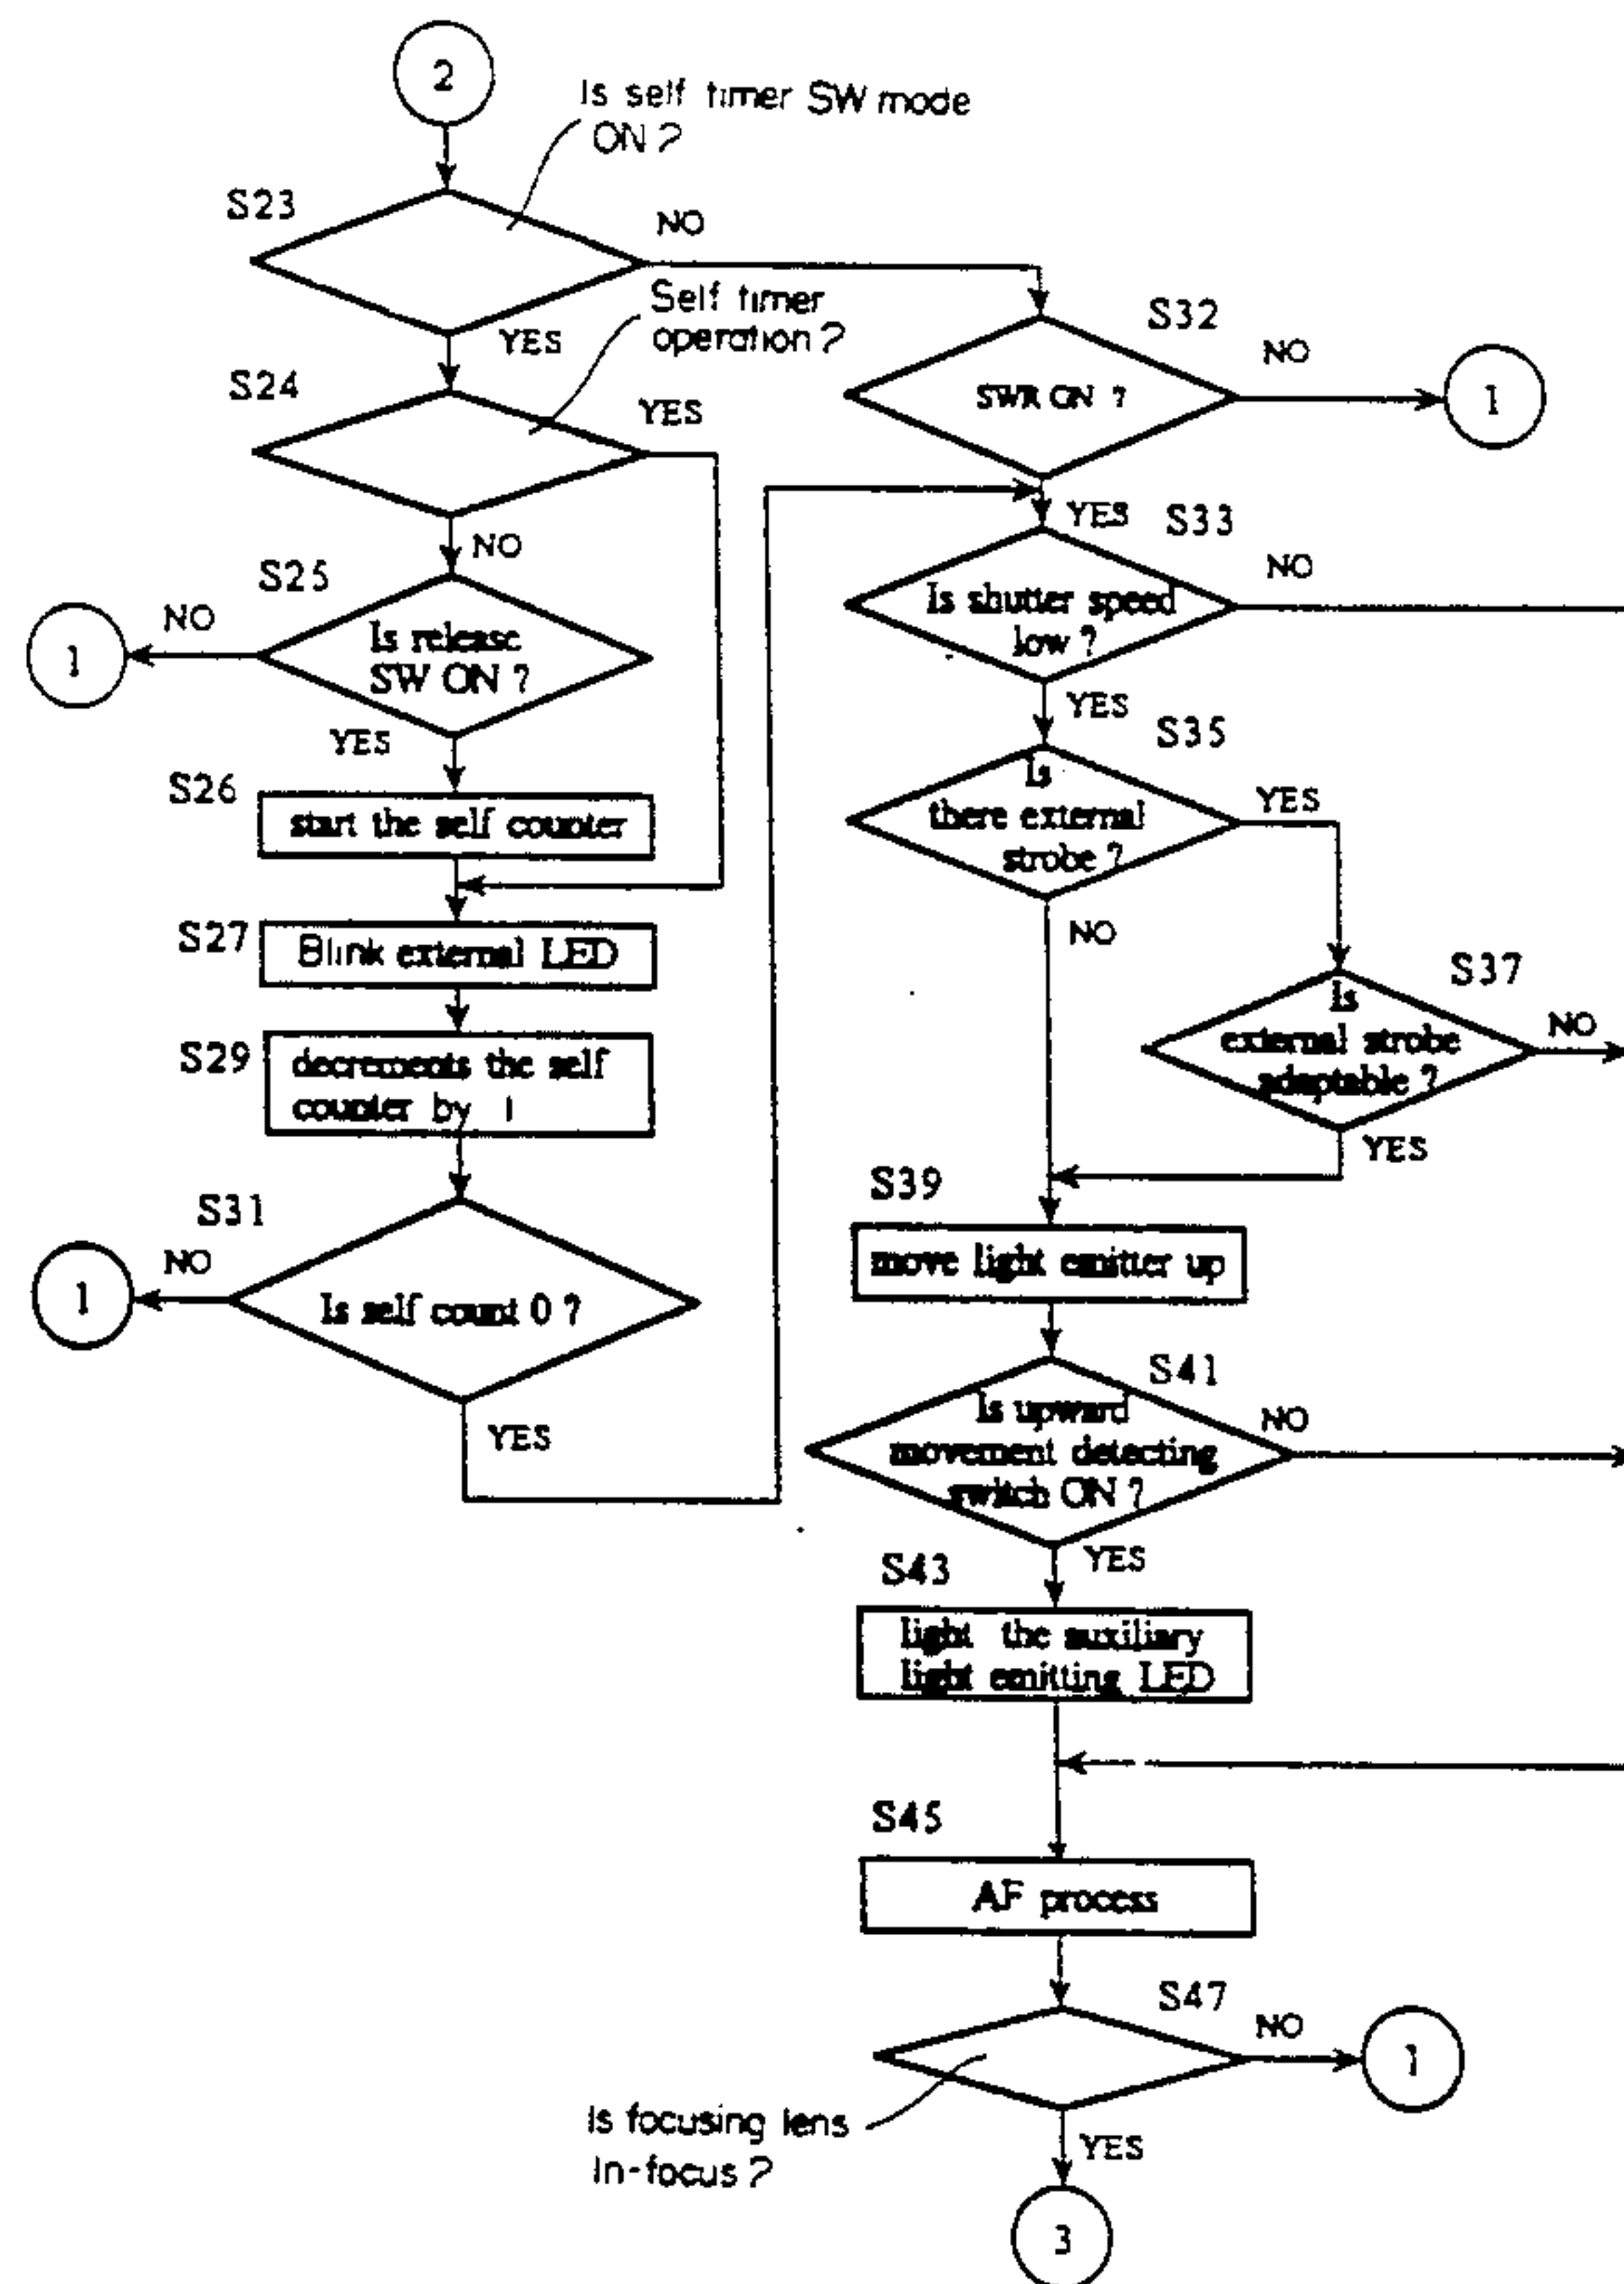 2
Is self timer SW mode
ON ?
S23
NO
YES
Self timer
operation ?
S24
YES
NO
S25
NO
1
Is release
SW ON ?
YES
S26
start the self counter
S27
Blink external LED
S29
decrements the self
counter by 1
S31
NO
1
Is self count 0 ?
YES
S32
SWR ON ?
NO
1
YES
S33
Is shutter speed
low ?
NO
YES
S35
Is
there external
strobe ?
YES
NO
S37
Is
external strobe
adaptable ?
NO
YES
S39
move light emitter up
S41
Is upward
movement detecting
switch ON ?
NO
YES
S43
light the auxiliary
light emitting LED
S45
AF process
S47
NO
1
Is focusing lens
In-focus ?
YES
3